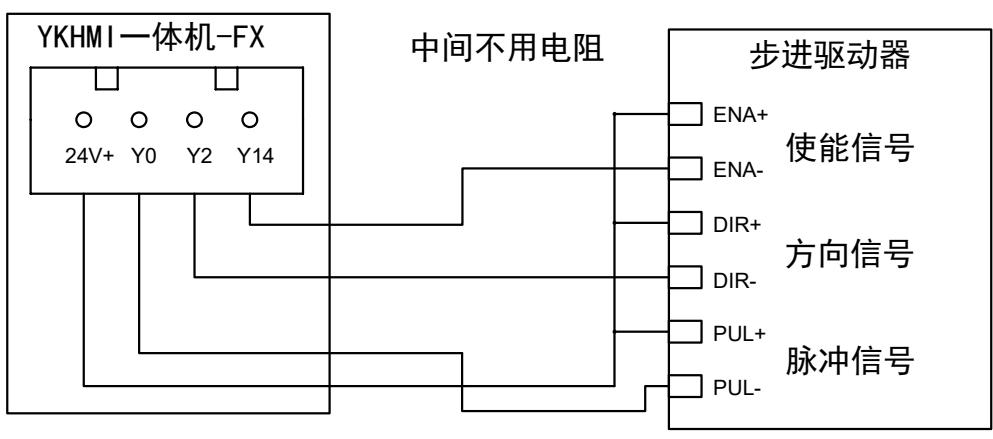 YKHMI一体机-FX
24V+ Y0 Y2 Y14
中间不用电阻
步进驱动器
ENA+
使能信号
ENA-
DIR+
方向信号
DIR-
PUL+
脉冲信号
PUL-